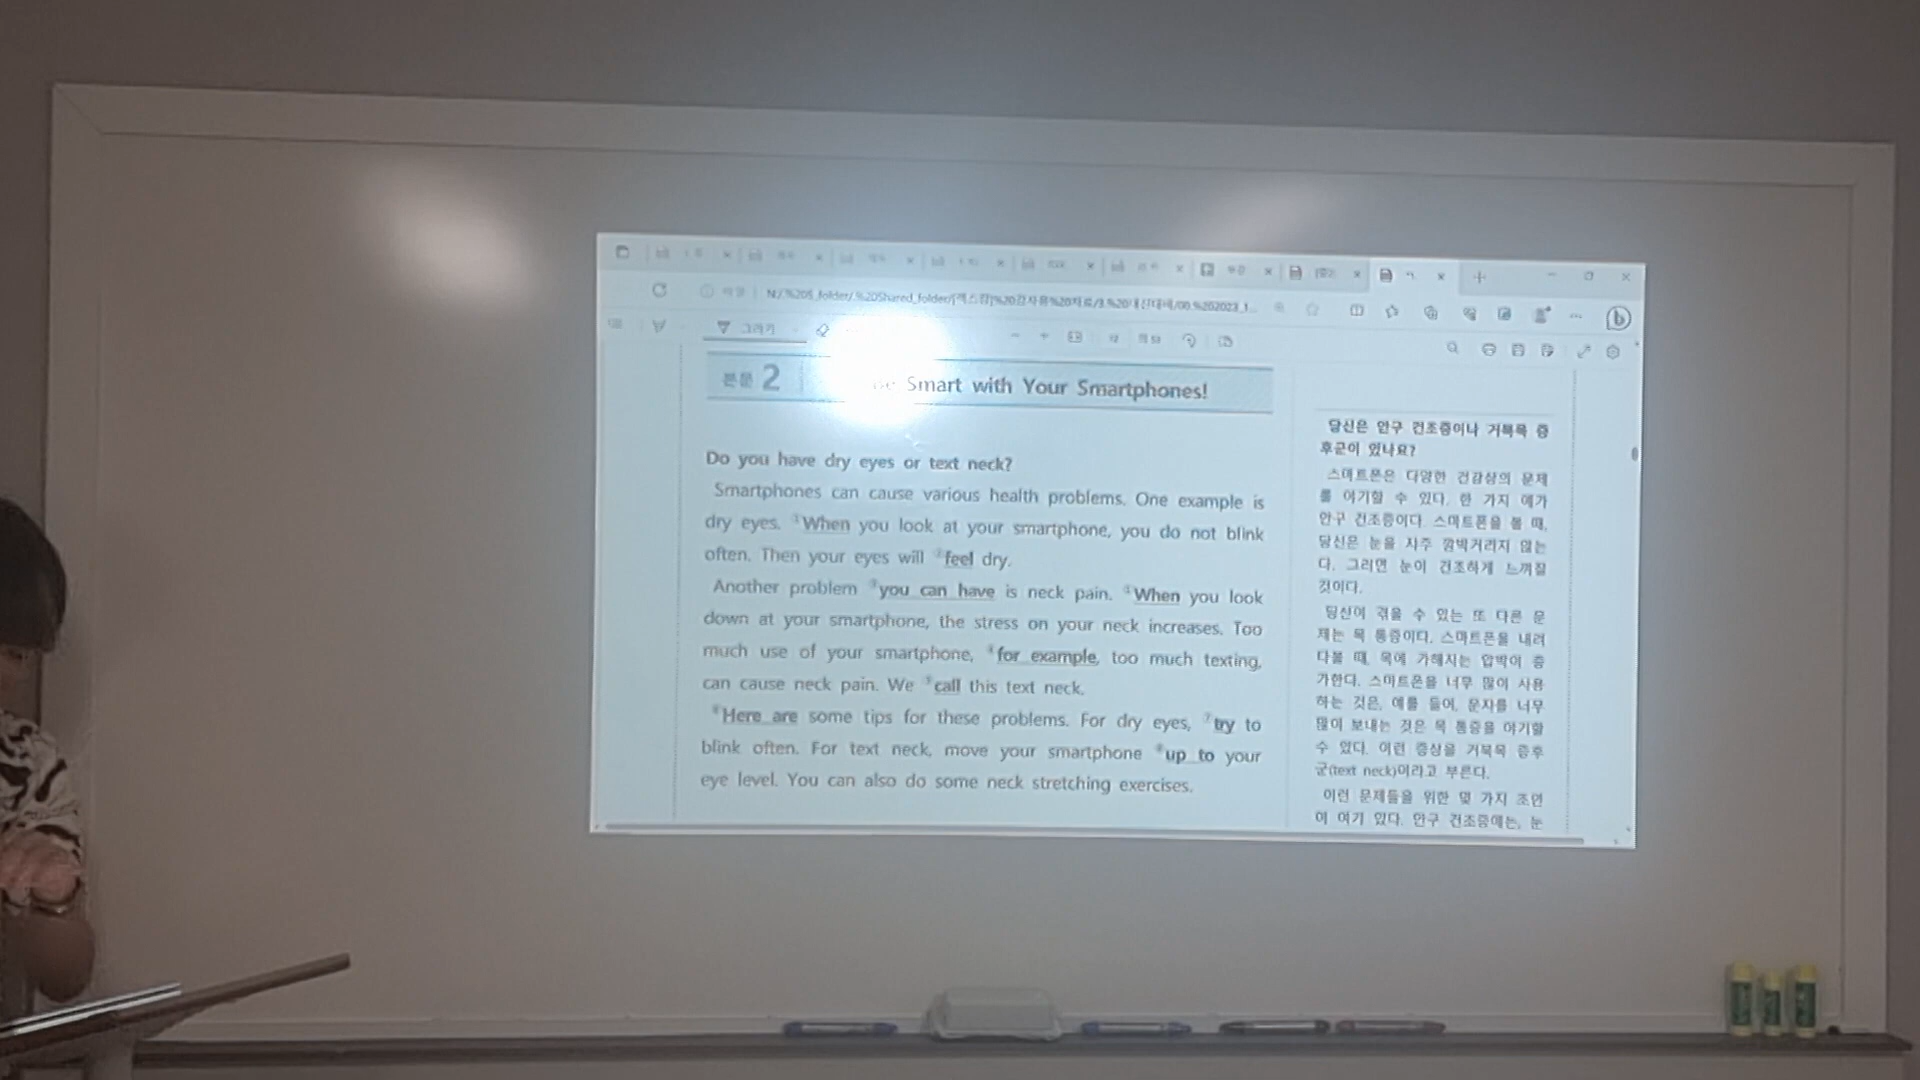 그리기
본문 2
Smart with Your Smartphones!
Do you have dry eyes or text neck?
Smartphones can cause various health problems. One example is
dry eyes. ①When you look at your smartphone, you do not blink
often. Then your eyes will ②feel dry.
Another problem ③you can have is neck pain. ①When you look
down at your smartphone, the stress on your neck increases. Too
much use of your smartphone, ④for example, too much texting,
can cause neck pain. We ⑤call this text neck.
⑥Here are some tips for these problems. For dry eyes, ⑦try to
blink often. For text neck, move your smartphone ⑧up to your
eye level. You can also do some neck stretching exercises.
당신은 안구 건조증이나 거북목 증
후군이 있나요?
스마트폰은 다양한 건강상의 문제
를 야기할 수 있다. 한 가지 예가
안구 건조증이다. 스마트폰을 볼 때,
당신은 눈을 자주 깜박거리지 않는
다. 그러면 눈이 건조하게 느껴질
것이다.
당신이 겪을 수 있는 또 다른 문
제는 목 통증이다. 스마트폰을 내려
다볼 때, 목에 가해지는 압박이 증
가한다. 스마트폰을 너무 많이 사용
하는 것은, 예를 들어, 문자를 너무
많이 보내는 것은 목 통증을 야기할
수 있다. 이런 증상을 거북목 증후
군(text neck)이라고 부른다.
이런 문제들을 위한 몇 가지 조언
이 여기 있다. 안구 건조증에는, 눈